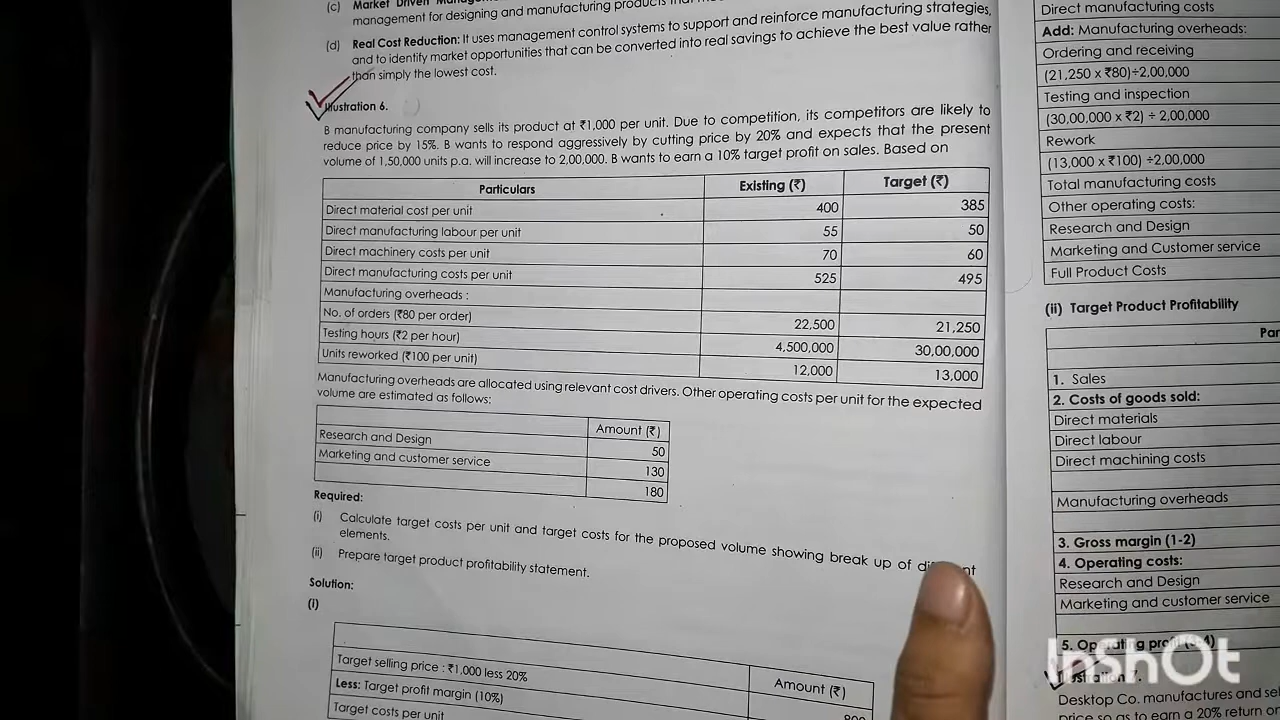 (c) Market Driven
management for designing and manufacturing products
(d) Real Cost Reduction: It uses management control systems to support and reinforce manufacturing strategies,
and to identify market opportunities that can be converted into real savings to achieve the best value rather
than simply the lowest cost.
Illustration 6.
B manufacturing company sells its product at ₹1,000 per unit. Due to competition, its competitors are likely to
reduce price by 15%. B wants to respond aggressively by cutting price by 20% and expects that the present
volume of 1,50,000 units p.a. will increase to 2,00,000. B wants to earn a 10% target profit on sales. Based on
Particulars Existing (₹) Target (₹)
Direct material cost per unit 400 385
Direct manufacturing labour per unit 55 50
Direct machinery costs per unit 70 60
Direct manufacturing costs per unit 525 495
Manufacturing overheads :
No. of orders (₹80 per order) 22,500 21,250
Testing hours (₹2 per hour) 4,500,000 30,00,000
Units reworked (₹100 per unit) 12,000 13,000
Manufacturing overheads are allocated using relevant cost drivers. Other operating costs per unit for the expected
volume are estimated as follows:
Amount (₹)
Research and Design 50
Marketing and customer service 130
180
Required:
(i) Calculate target costs per unit and target costs for the proposed volume showing break up of
elements.
(ii) Prepare target product profitability statement.
Solution:
(i)
Amount (₹)
Target selling price : ₹1,000 less 20% 800
Less: Target profit margin (10%)
Target costs per unit
Direct manufacturing costs
Add: Manufacturing overheads:
Ordering and receiving
(21,250 x ₹80)÷2,00,000
Testing and inspection
(30,00,000 x ₹2) ÷ 2,00,000
Rework
(13,000 x ₹100) ÷2,00,000
Total manufacturing costs
Other operating costs:
Research and Design
Marketing and Customer service
Full Product Costs
(ii) Target Product Profitability
1. Sales
2. Costs of goods sold:
Direct materials
Direct labour
Direct machining costs
Manufacturing overheads
3. Gross margin (1-2)
4. Operating costs:
Research and Design
Marketing and customer service
5. Operating profit (3-4)
InShOt
Illustration 7.
Desktop Co. manufactures and
price so as to earn a 20% return